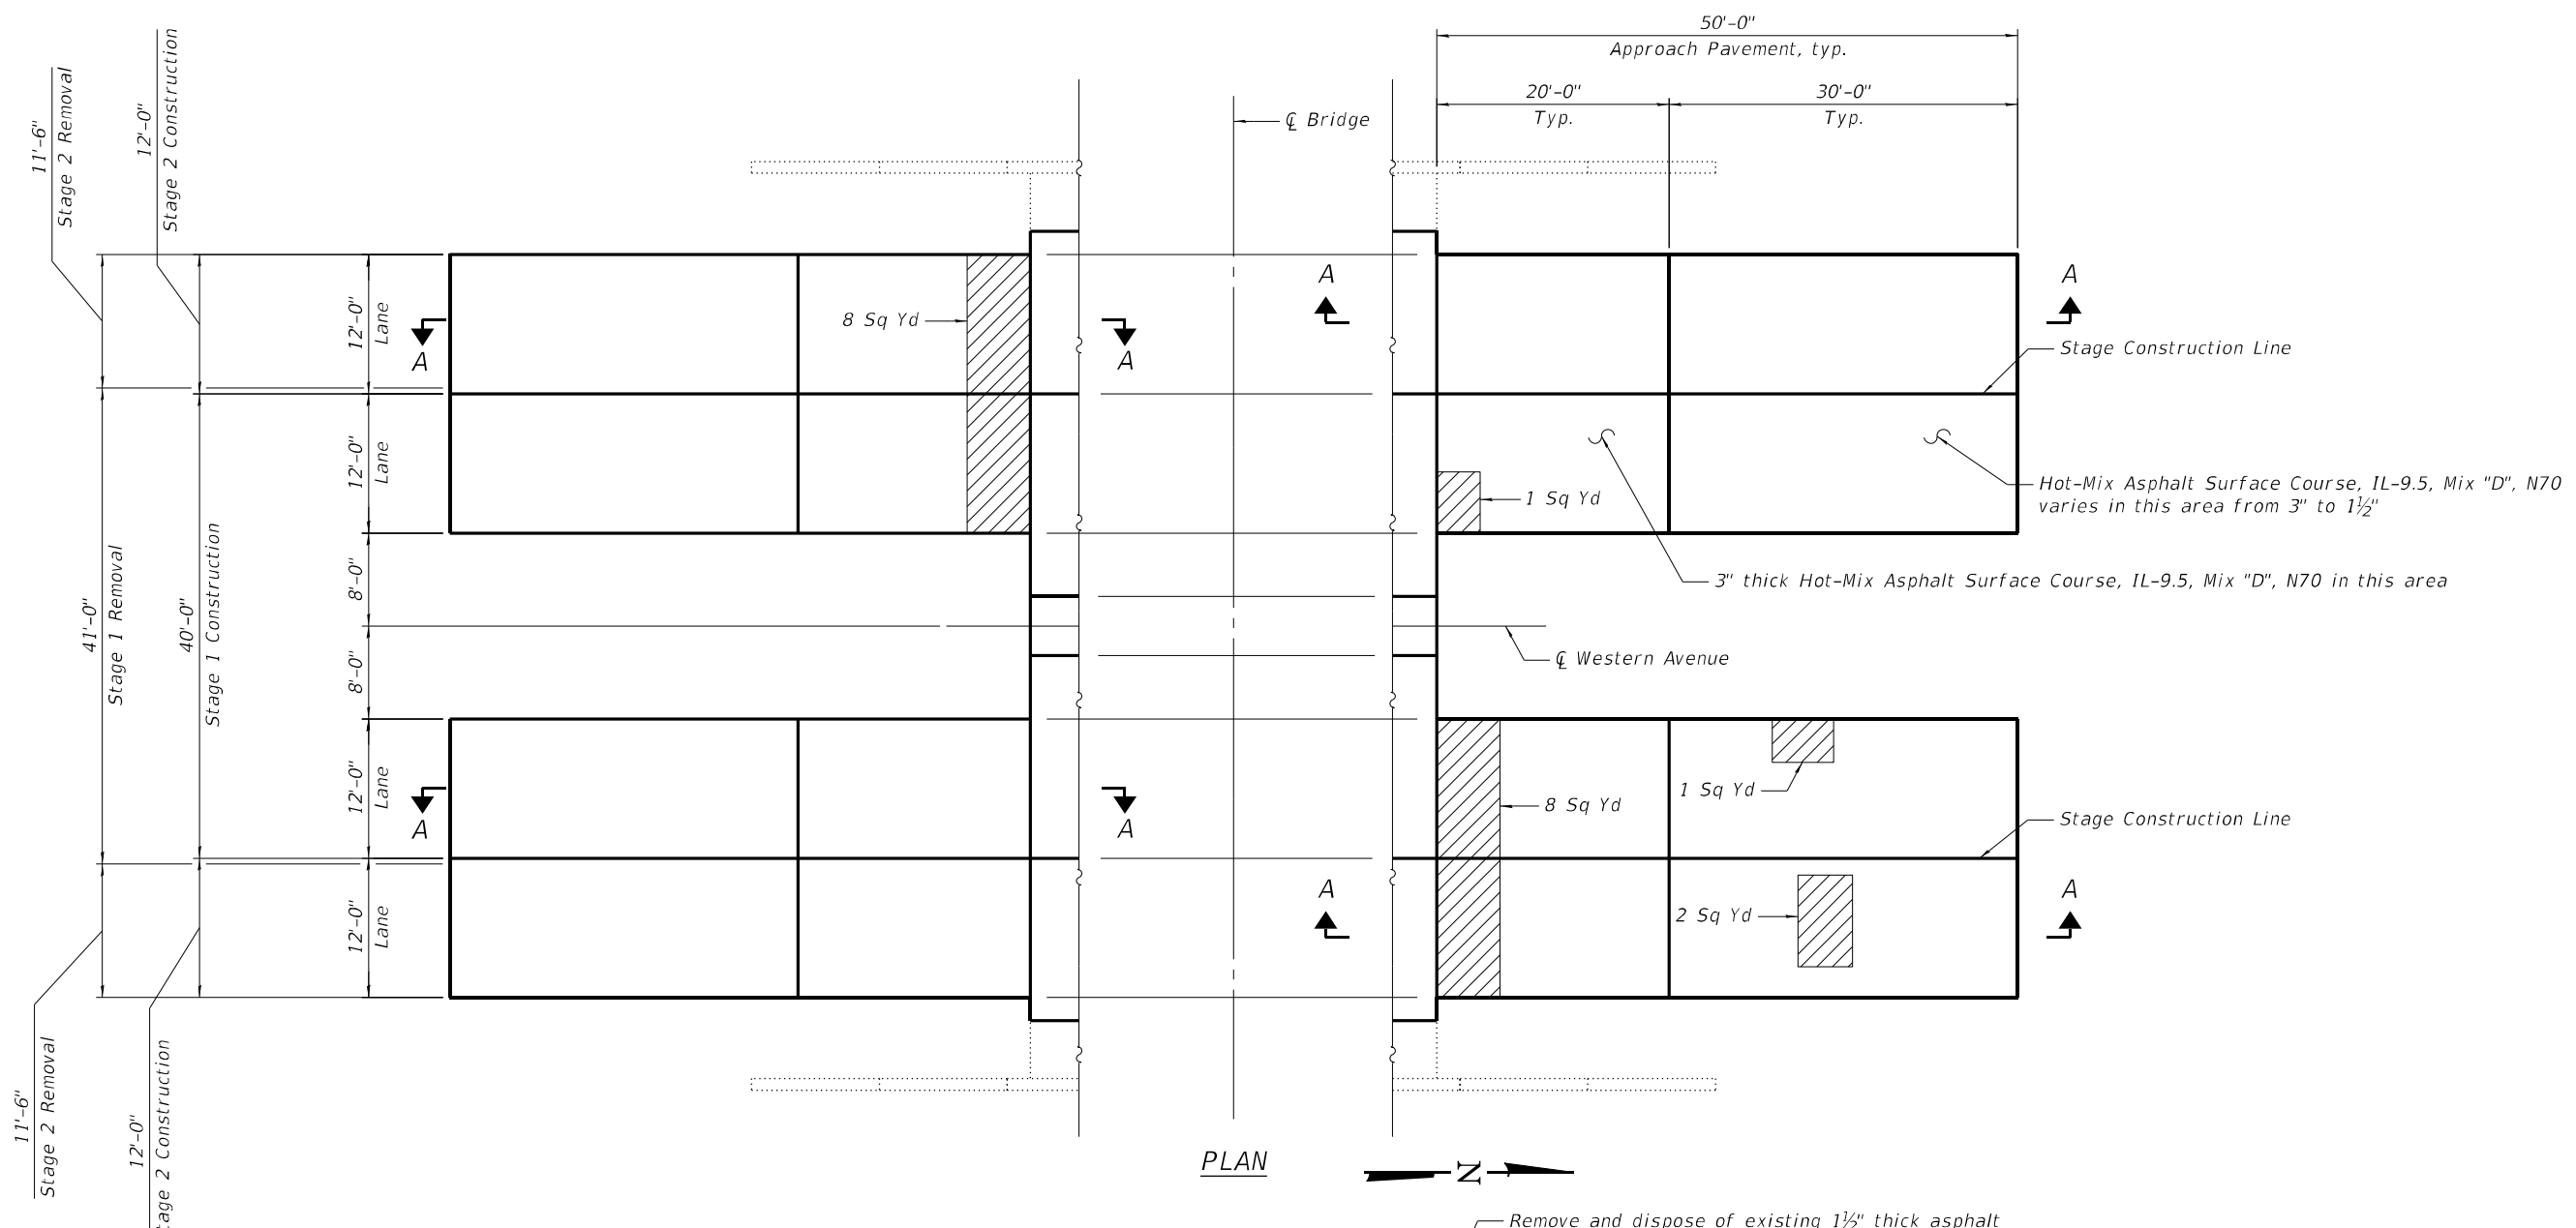 50'-0"
Approach Pavement, typ.
20'-0"
Typ.
30'-0"
Typ.
℄ Bridge
11'-6"
Stage 2 Removal
12'-0"
Stage 2 Construction
A
A
12'-0"
Lane
8 Sq Yd
A
A
Stage Construction Line
12'-0"
Lane
1 Sq Yd
Hot-Mix Asphalt Surface Course, IL-9.5, Mix "D", N70
varies in this area from 3" to 1½"
3" thick Hot-Mix Asphalt Surface Course, IL-9.5, Mix "D", N70 in this area
8'-0"
41'-0"
Stage 1 Removal
40'-0"
Stage 1 Construction
8'-0"
℄ Western Avenue
12'-0"
Lane
A
A
1 Sq Yd
8 Sq Yd
Stage Construction Line
12'-0"
Lane
A
A
2 Sq Yd
11'-6"
Stage 2 Removal
12'-0"
tage 2 Construction
PLAN
N
Remove and dispose of existing 1½" thick asphalt